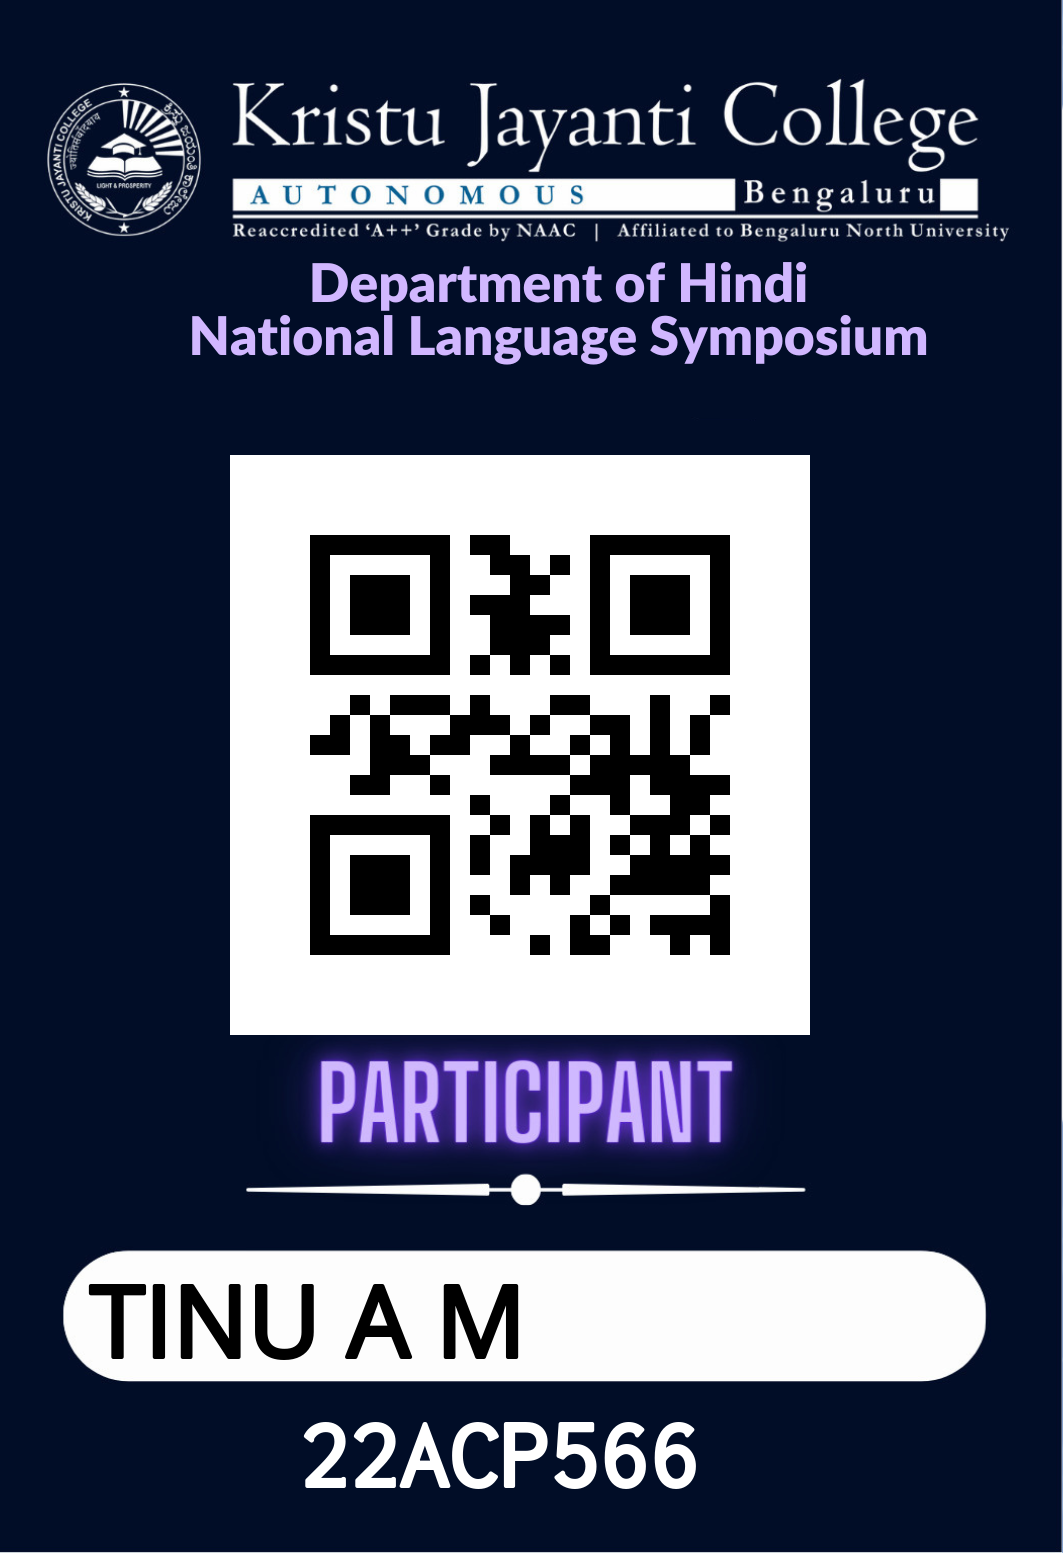 KRISTU JAYANTI COLLEGE
LIGHT & PROSPERITY
Kristu Jayanti College
AUTONOMOUS Bengaluru
Reaccredited ‘A++’ Grade by NAAC | Affiliated to Bengaluru North University
Department of Hindi
National Language Symposium
PARTICIPANT
TINU A M
22ACP566